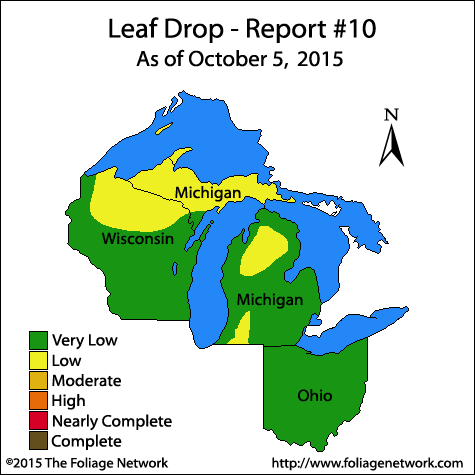 Leaf Drop - Report #10
As of October 5, 2015
N
Michigan
Wisconsin
Michigan
Ohio
Very Low
Low
Moderate
High
Nearly Complete
Complete
©2015 The Foliage Network
http://www.foliagenetwork.com